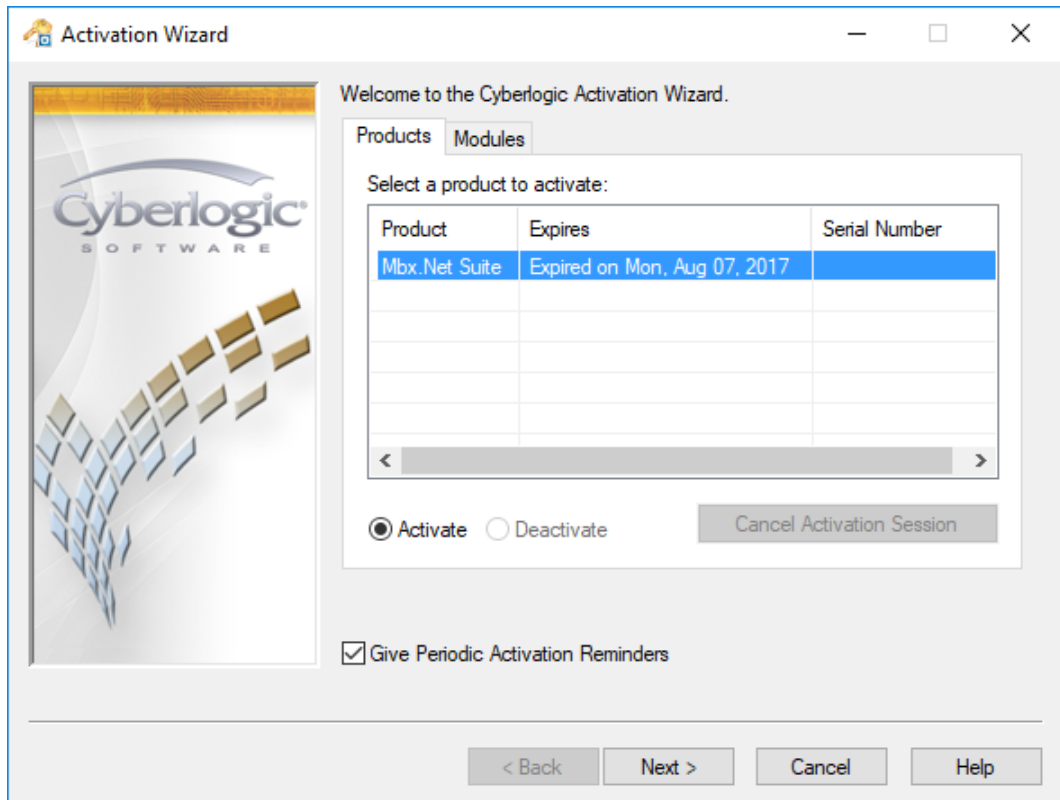 Activation Wizard
Cyberlogic®
SOFTWARE
Welcome to the Cyberlogic Activation Wizard.
Products Modules
Select a product to activate:
Product Expires Serial Number
Mbx.Net Suite Expired on Mon, Aug 07, 2017
Activate Deactivate Cancel Activation Session
Give Periodic Activation Reminders
< Back Next > Cancel Help